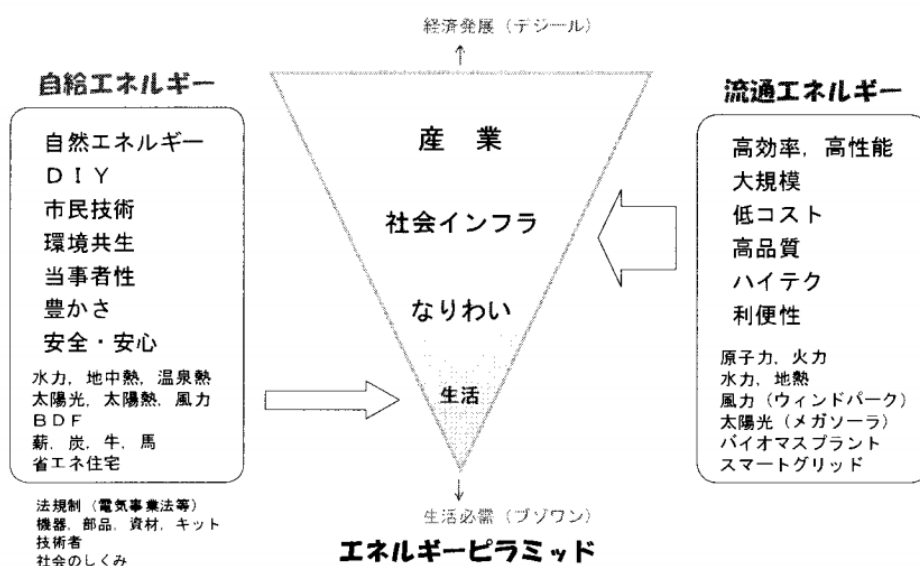 経済発展（デジール）
自給エネルギー
自然エネルギー
ＤＩＹ
市民技術
環境共生
当事者性
豊かさ
安全・安心
水力，地中熱，温泉熱
太陽光，太陽熱，風力
ＢＤＦ
薪，炭，牛，馬
省エネ住宅
法規制（電気事業法等）
機器，部品，資材，キット
技術者
社会のしくみ
産　業
社会インフラ
なりわい
生活
生活必需（ブゾワン）
エネルギーピラミッド
流通エネルギー
高効率，高性能
大規模
低コスト
高品質
ハイテク
利便性
原子力，火力
水力，地熱
風力（ウィンドパーク）
太陽光（メガソーラ）
バイオマスプラント
スマートグリッド